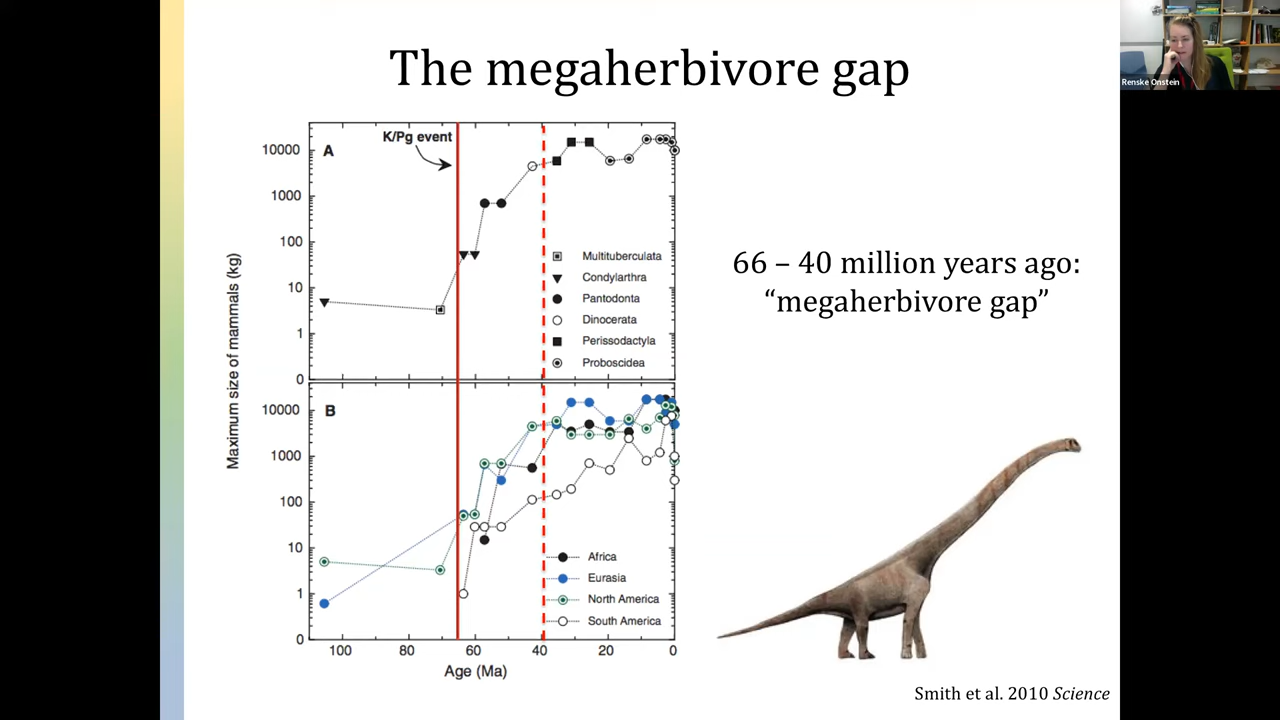 The megaherbivore gap
Renske Onstein
K/Pg event
A
10000
1000
100
10
1
0
Multituberculata
Condylarthra
Pantodonta
Dinocerata
Perissodactyla
Proboscidea
Maximum size of mammals (kg)
B
10000
1000
100
10
1
0
Africa
Eurasia
North America
South America
100 80 60 40 20 0
Age (Ma)
66 – 40 million years ago:
“megaherbivore gap”
Smith et al. 2010 Science